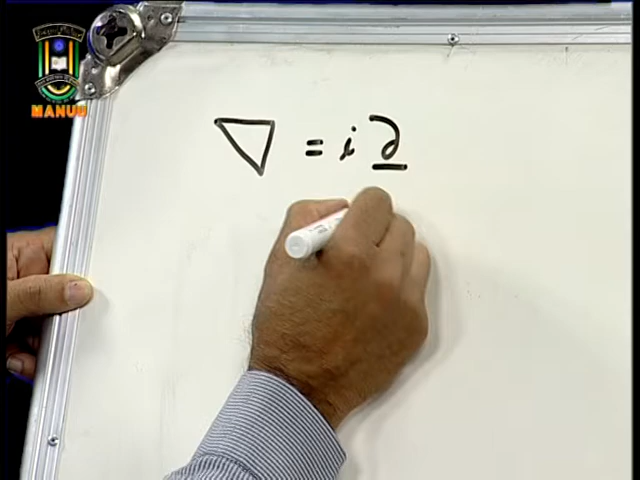 MANUU
∇ = i ∂